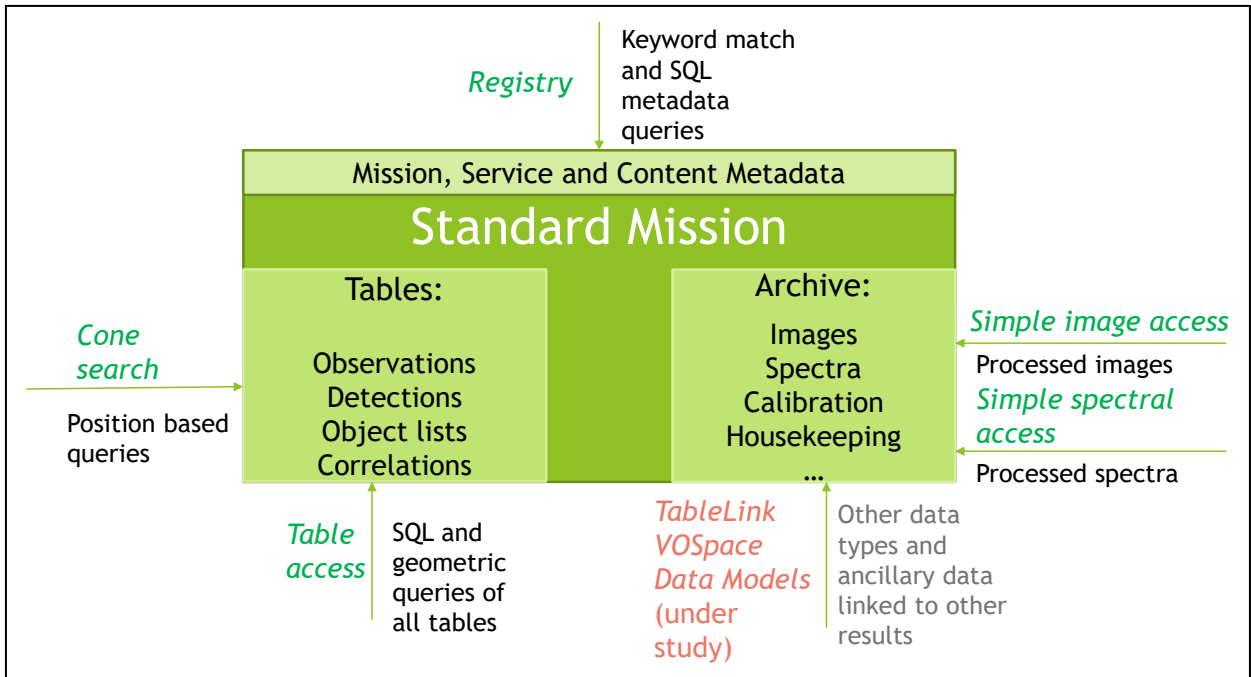 Registry
Keyword match
and SQL
metadata
queries
Mission, Service and Content Metadata
Standard Mission
Tables:
Observations
Detections
Object lists
Correlations
Archive:
Images
Spectra
Calibration
Housekeeping
...
Cone
search
Position based
queries
Simple image access
Processed images
Simple spectral
access
Processed spectra
Table
access
SQL and
geometric
queries of
all tables
TableLink
VOSpace
Data Models
(under
study)
Other data
types and
ancillary data
linked to other
results